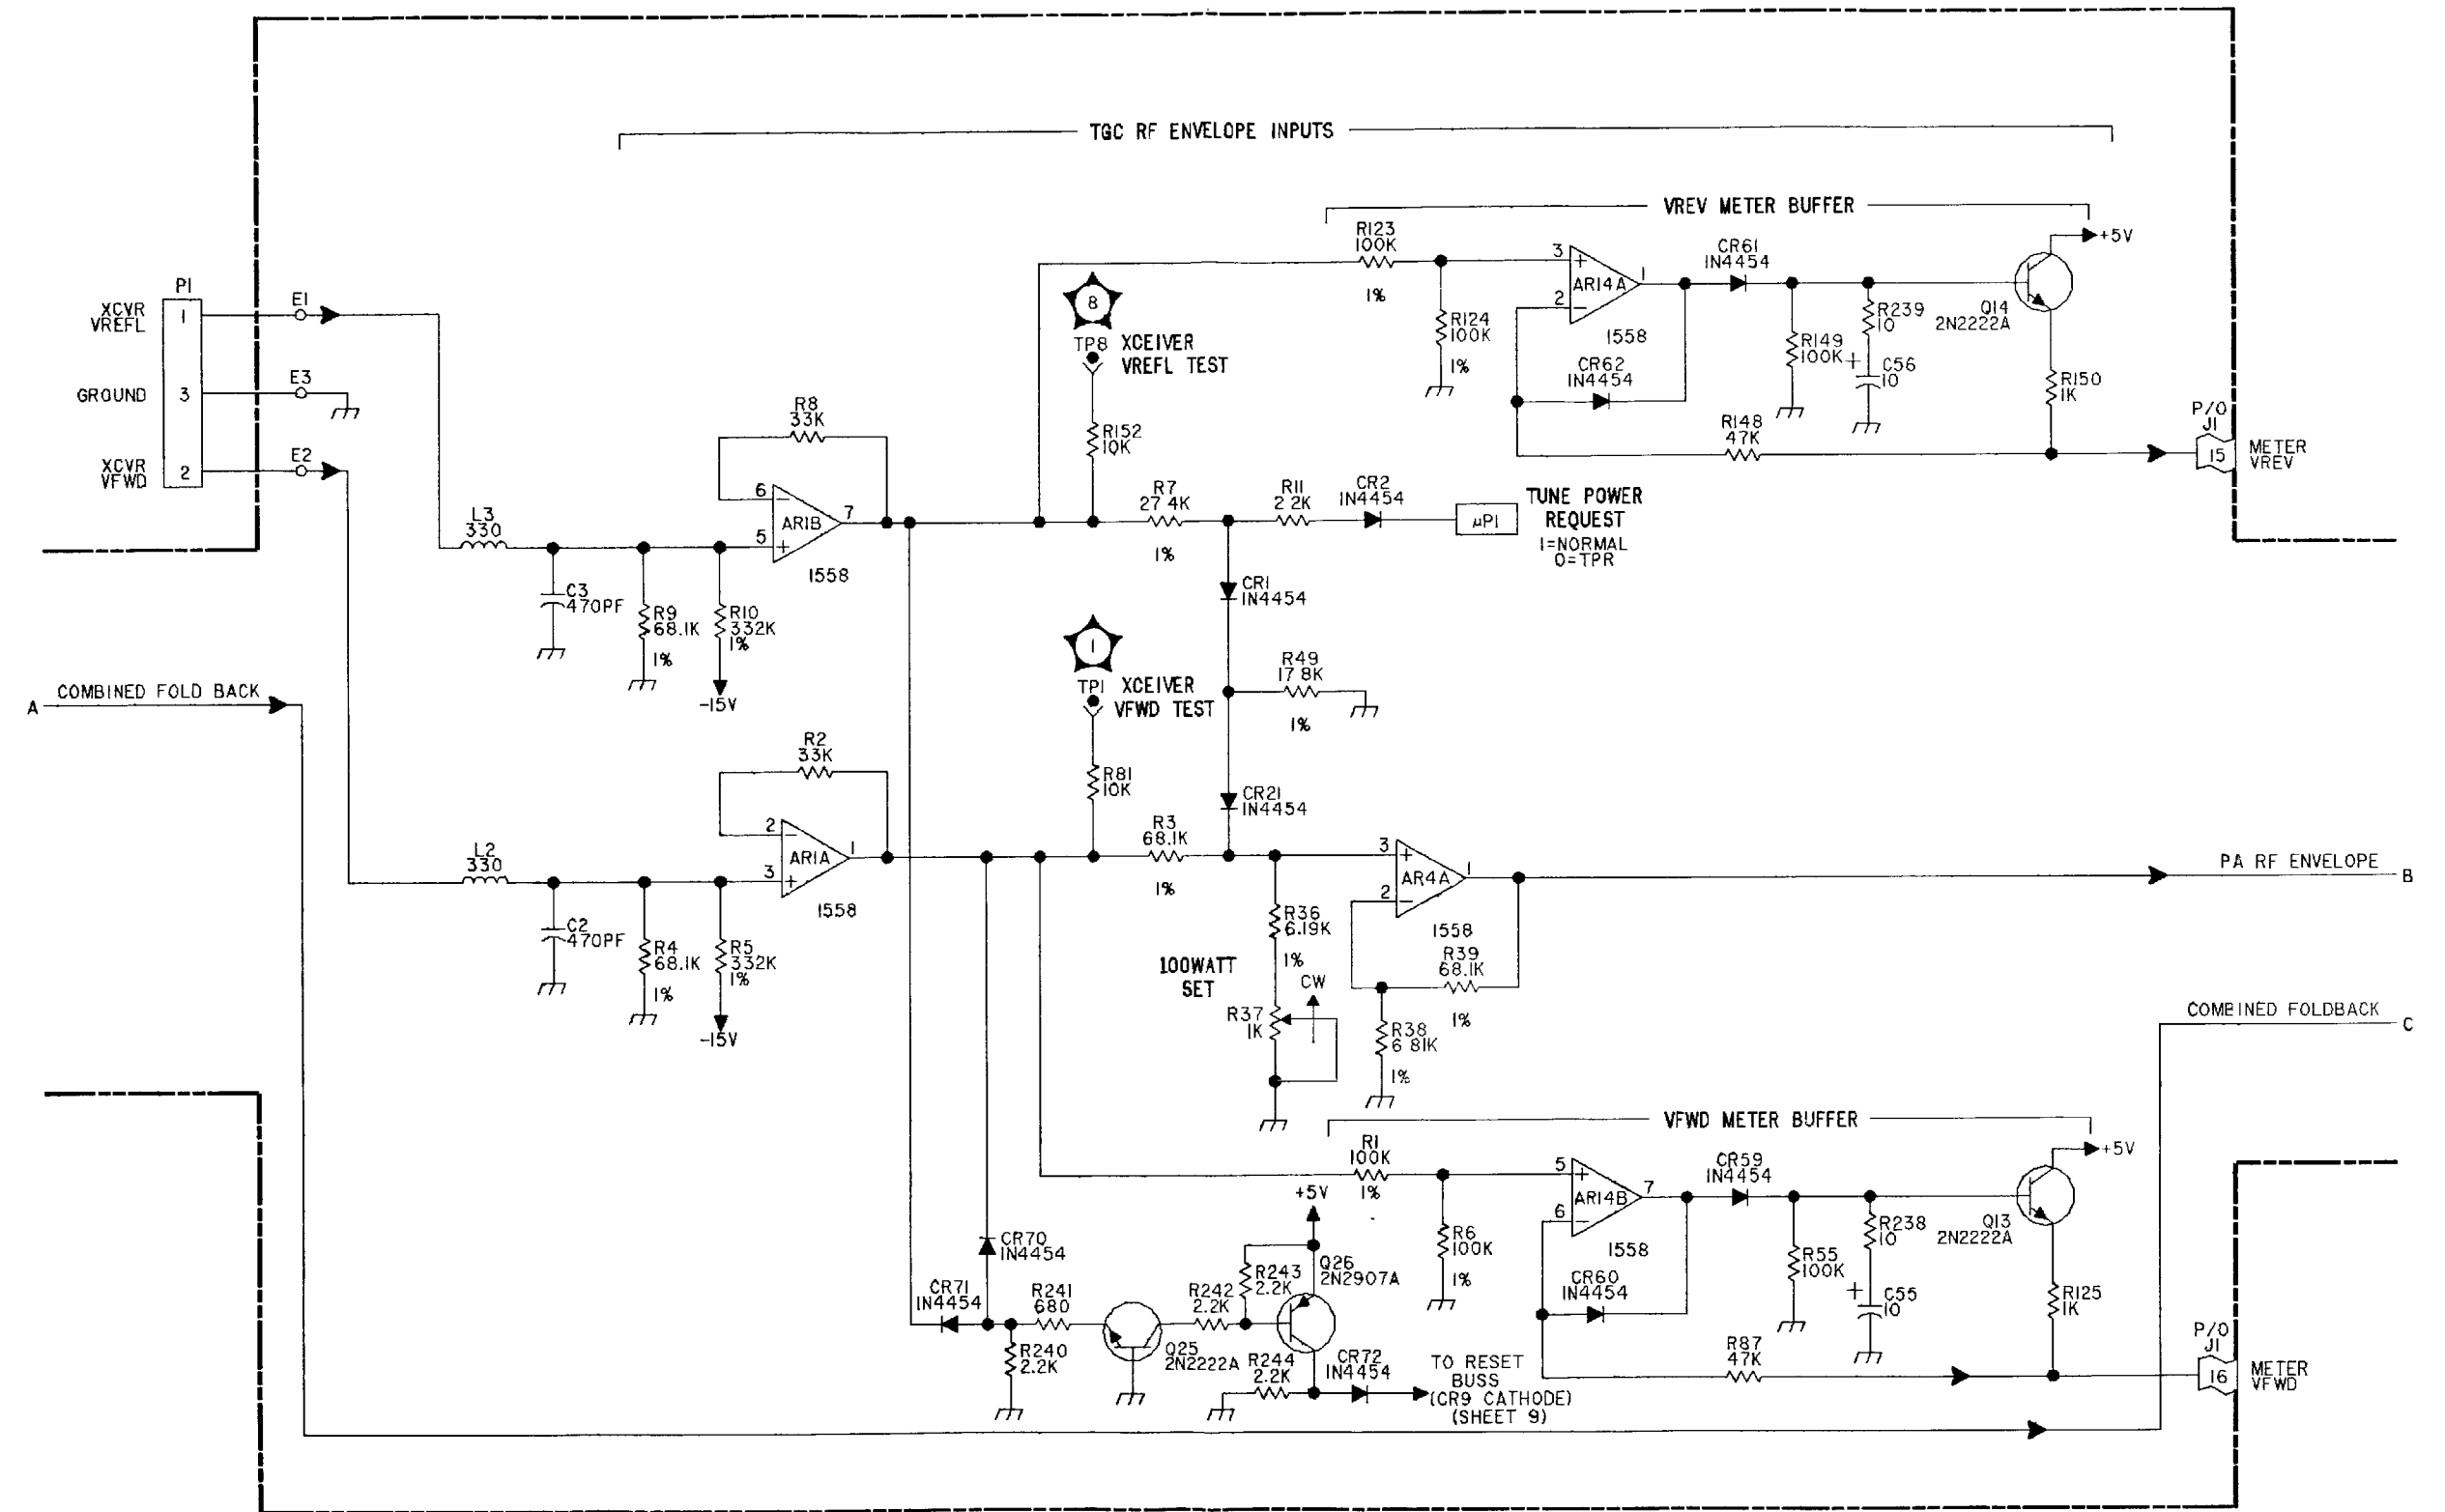 TGC RF ENVELOPE INPUTS
VREV METER BUFFER
R123
100K
1%
3
+
AR14A
1
2
-
1558
CR61
1N4454
+5V
Q14
2N2222A
R124
100K
1%
CR62
1N4454
R149
100K
R239
10
+
C56
10
R150
1K
R148
47K
P/O
J1
15
METER
VREV
P1
XCVR
VREFL
1
E1
GROUND
3
E3
XCVR
VFWD
2
E2
8
TP8
XCEIVER
VREFL TEST
R152
10K
R8
33K
6
-
AR1B
7
5
+
1558
R7
27.4K
1%
R11
2.2K
CR2
1N4454
µP1
TUNE POWER
REQUEST
1=NORMAL
0=TPR
L3
330
C3
470PF
R9
68.1K
1%
R10
332K
1%
-15V
CR1
1N4454
1
TP1
XCEIVER
VFWD TEST
R49
17.8K
1%
A
COMBINED FOLD BACK
R2
33K
R81
10K
CR21
1N4454
2
-
AR1A
1
3
+
1558
R3
68.1K
1%
3
+
AR4A
1
2
-
1558
PA RF ENVELOPE
B
L2
330
C2
470PF
R4
68.1K
1%
R5
332K
1%
-15V
R36
6.19K
1%
100WATT
SET
CW
R37
1K
R39
68.1K
1%
R38
6.81K
1%
COMBINED FOLDBACK
C
VFWD METER BUFFER
R1
100K
1%
5
+
AR14B
7
6
-
1558
CR59
1N4454
+5V
Q13
2N2222A
R6
100K
1%
CR60
1N4454
R55
100K
R238
10
+
C55
10
R125
1K
R87
47K
P/O
J1
16
METER
VFWD
CR70
1N4454
CR71
1N4454
R241
680
R240
2.2K
Q25
2N2222A
R242
2.2K
R243
2.2K
+5V
Q26
2N2907A
R244
2.2K
CR72
1N4454
TO RESET
BUSS
(CR9 CATHODE)
(SHEET 9)